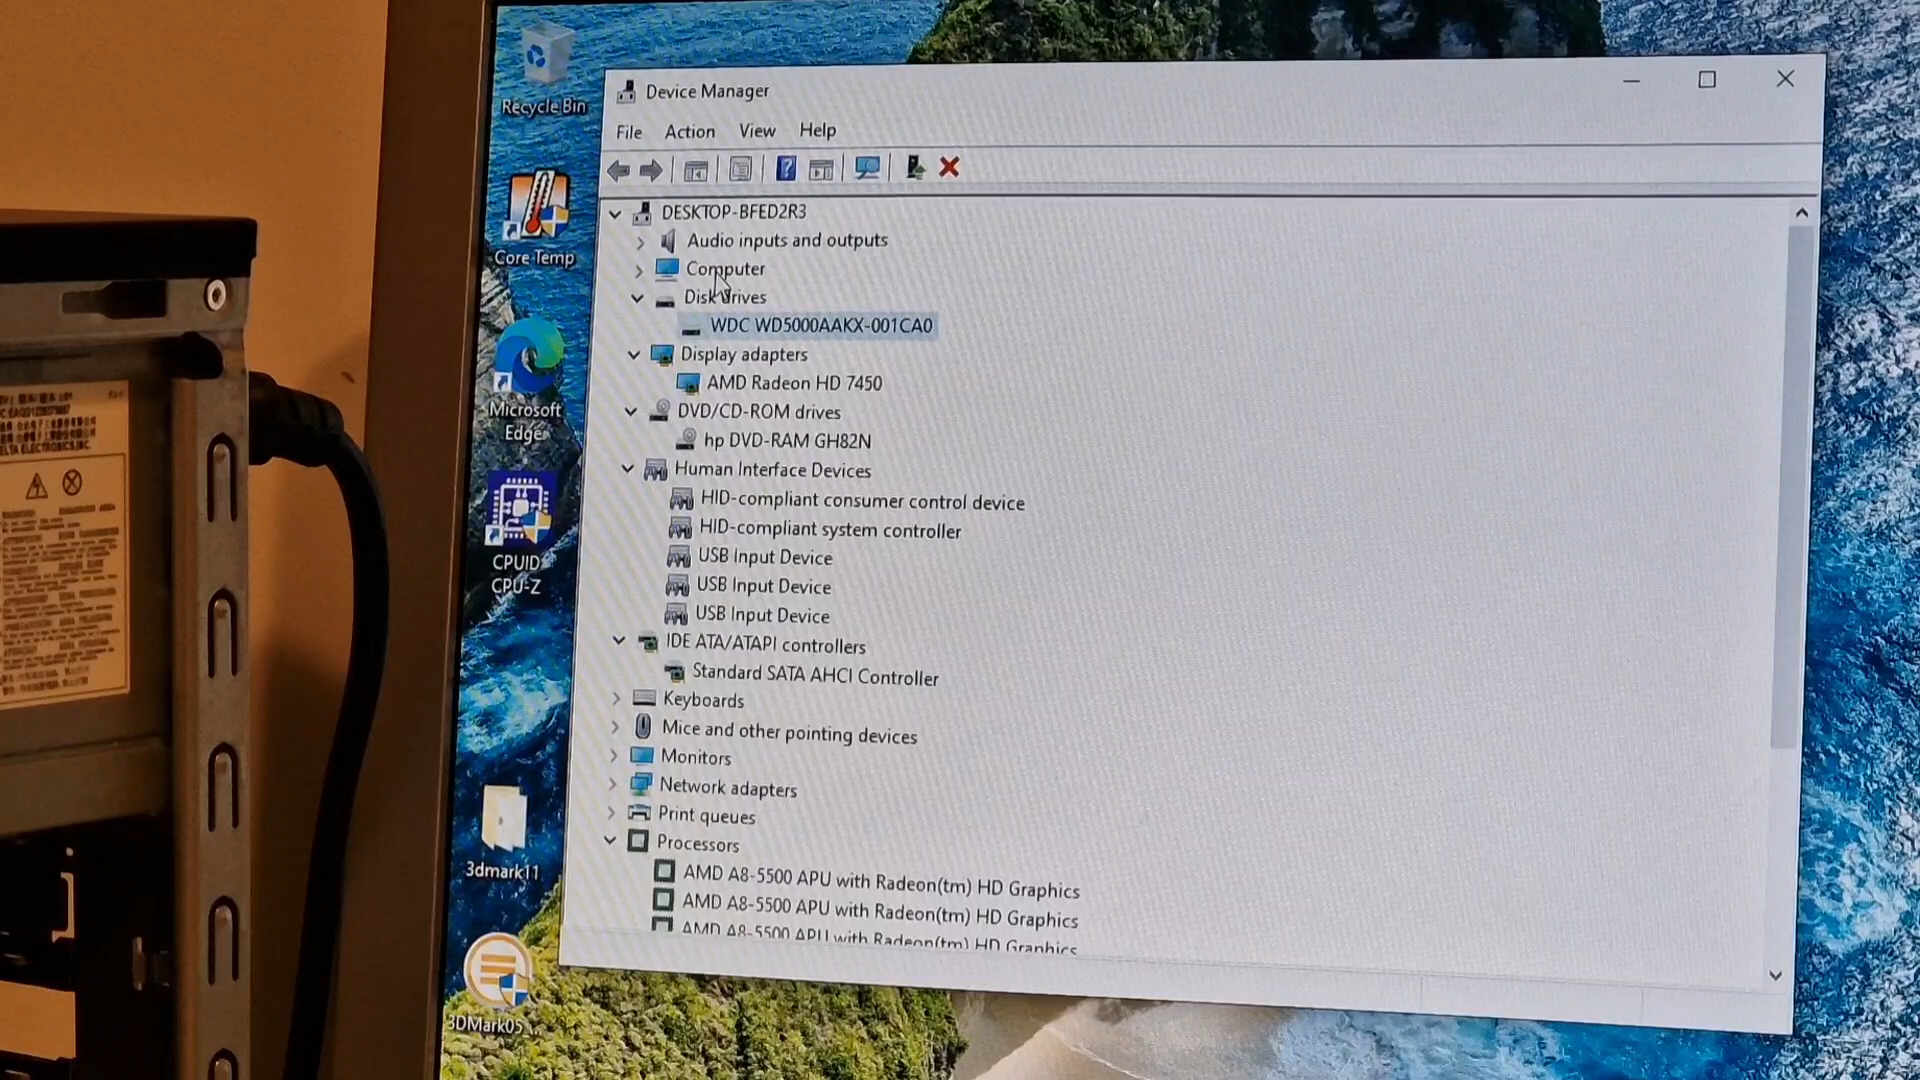 Recycle Bin
Core Temp
Microsoft
Edge
CPUID
CPU-Z
3dmark11
3DMark05...
Device Manager
File Action View Help
DESKTOP-BFED2R3
Audio inputs and outputs
Computer
Disk drives
WDC WD5000AAKX-001CA0
Display adapters
AMD Radeon HD 7450
DVD/CD-ROM drives
hp DVD-RAM GH82N
Human Interface Devices
HID-compliant consumer control device
HID-compliant system controller
USB Input Device
USB Input Device
USB Input Device
IDE ATA/ATAPI controllers
Standard SATA AHCI Controller
Keyboards
Mice and other pointing devices
Monitors
Network adapters
Print queues
Processors
AMD A8-5500 APU with Radeon(tm) HD Graphics
AMD A8-5500 APU with Radeon(tm) HD Graphics
AMD A8-5500 APU with Radeon(tm) HD Graphics